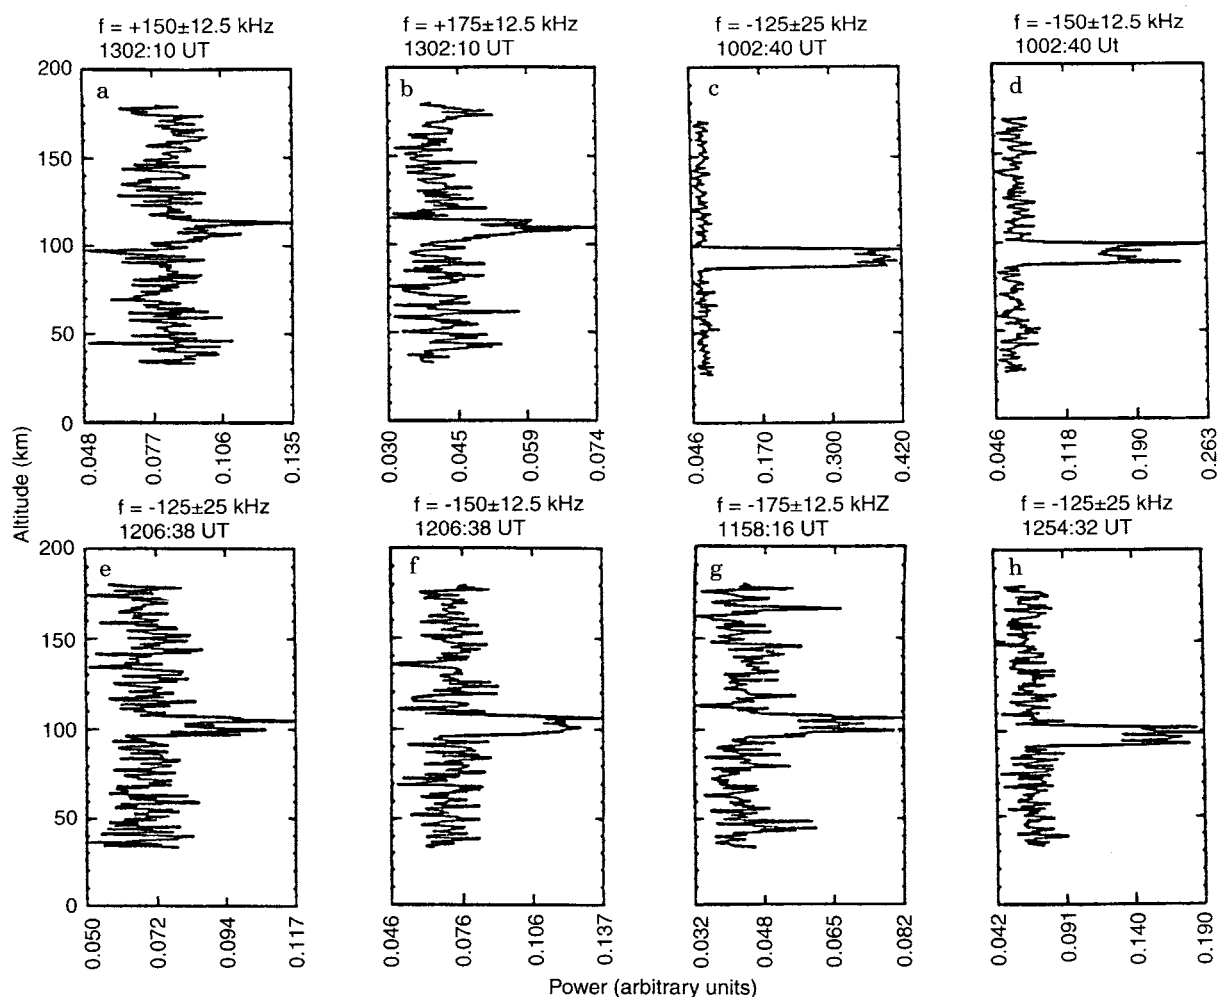 f = +150±12.5 kHz
1302:10 UT
f = +175±12.5 kHz
1302:10 UT
f = -125±25 kHz
1002:40 UT
f = -150±12.5 kHz
1002:40 Ut
a
b
c
d
200
150
100
50
0
0.048
0.077
0.106
0.135
0.030
0.045
0.059
0.074
0.046
0.170
0.300
0.420
0.046
0.118
0.190
0.263
Altitude (km)
f = -125±25 kHz
1206:38 UT
f = -150±12.5 kHz
1206:38 UT
f = -175±12.5 kHZ
1158:16 UT
f = -125±25 kHz
1254:32 UT
e
f
g
h
200
150
100
50
0
0.050
0.072
0.094
0.117
0.046
0.076
0.106
0.137
0.032
0.048
0.065
0.082
0.042
0.091
0.140
0.190
Power (arbitrary units)